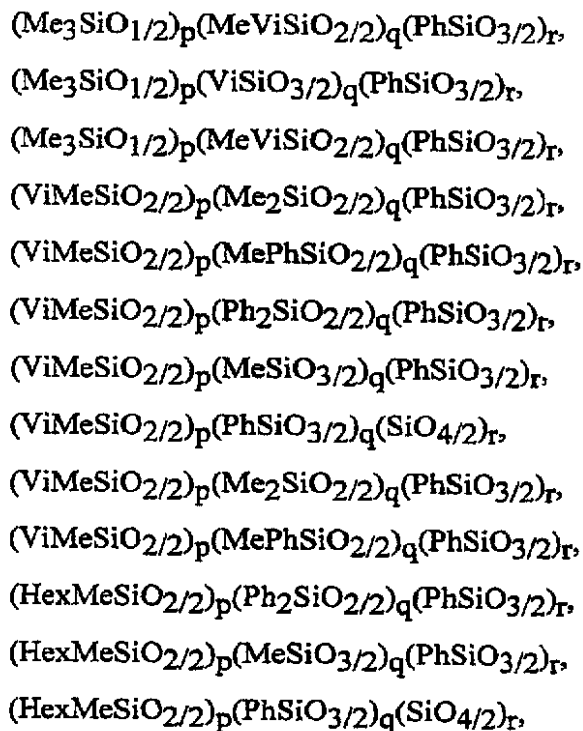 (Me3SiO1/2)p(MeViSiO2/2)q(PhSiO3/2)r,
(Me3SiO1/2)p(ViSiO3/2)q(PhSiO3/2)r,
(Me3SiO1/2)p(MeViSiO2/2)q(PhSiO3/2)r,
(ViMeSiO2/2)p(Me2SiO2/2)q(PhSiO3/2)r,
(ViMeSiO2/2)p(MePhSiO2/2)q(PhSiO3/2)r,
(ViMeSiO2/2)p(Ph2SiO2/2)q(PhSiO3/2)r,
(ViMeSiO2/2)p(MeSiO3/2)q(PhSiO3/2)r,
(ViMeSiO2/2)p(PhSiO3/2)q(SiO4/2)r,
(ViMeSiO2/2)p(Me2SiO2/2)q(PhSiO3/2)r,
(ViMeSiO2/2)p(MePhSiO2/2)q(PhSiO3/2)r,
(HexMeSiO2/2)p(Ph2SiO2/2)q(PhSiO3/2)r,
(HexMeSiO2/2)p(MeSiO3/2)q(PhSiO3/2)r,
(HexMeSiO2/2)p(PhSiO3/2)q(SiO4/2)r,